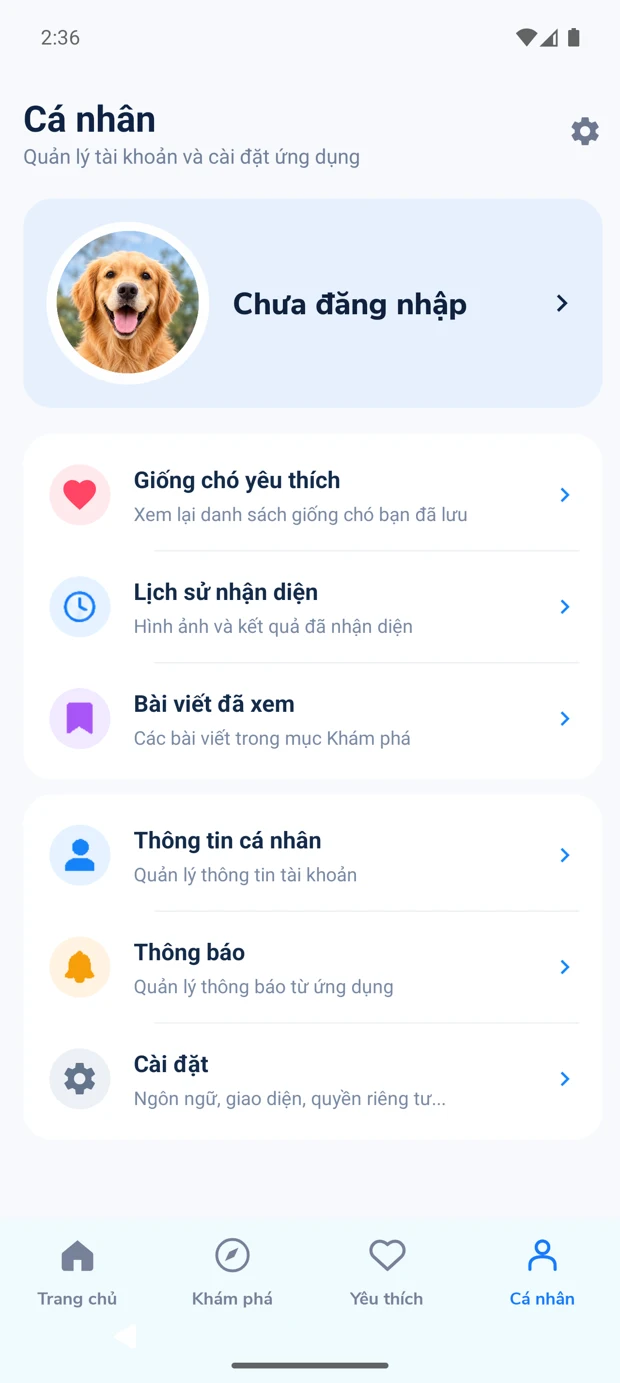 2:36
Cá nhân
Quản lý tài khoản và cài đặt ứng dụng
Chưa đăng nhập
Giống chó yêu thích
Xem lại danh sách giống chó bạn đã lưu
Lịch sử nhận diện
Hình ảnh và kết quả đã nhận diện
Bài viết đã xem
Các bài viết trong mục Khám phá
Thông tin cá nhân
Quản lý thông tin tài khoản
Thông báo
Quản lý thông báo từ ứng dụng
Cài đặt
Ngôn ngữ, giao diện, quyền riêng tư...
Trang chủ
Khám phá
Yêu thích
Cá nhân